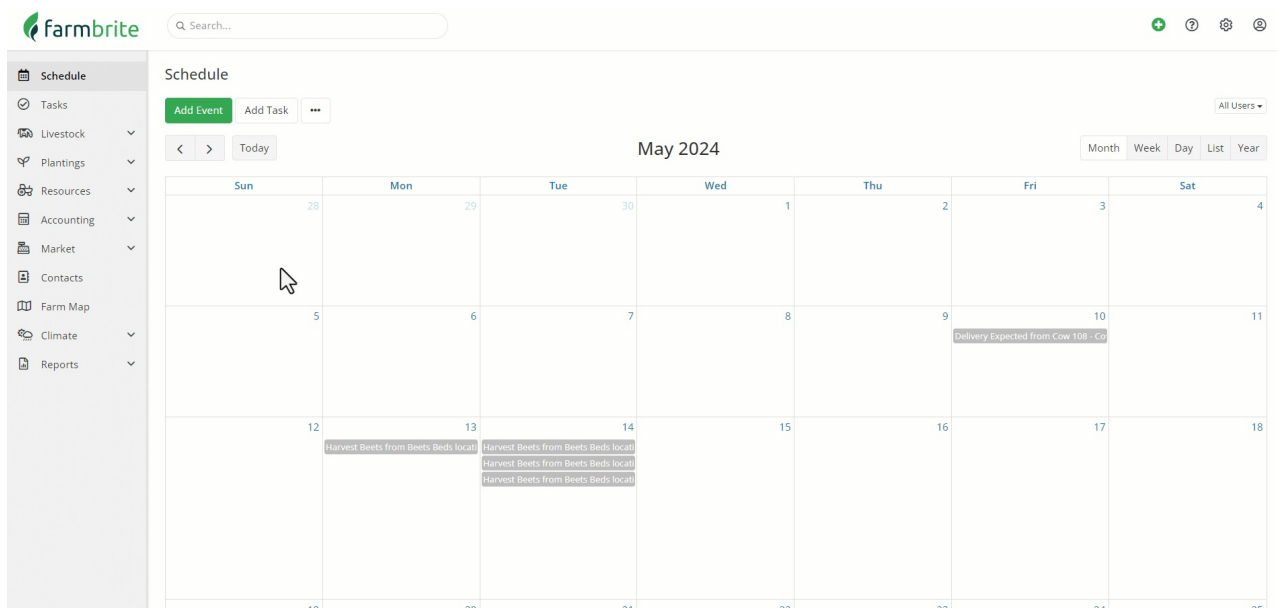 farmbrite
Search...
Schedule
Tasks
Livestock
Plantings
Resources
Accounting
Market
Contacts
Farm Map
Climate
Reports
Schedule
Add Event Add Task •••
All Users
< > Today
May 2024
Month Week Day List Year
Sun Mon Tue Wed Thu Fri Sat
28 29 30 1 2 3 4
5 6 7 8 9 10 11
Delivery Expected from Cow 108 - Co
12 13 14 15 16 17 18
Harvest Beets from Beets Beds locati Harvest Beets from Beets Beds locati
Harvest Beets from Beets Beds locati
Harvest Beets from Beets Beds locati